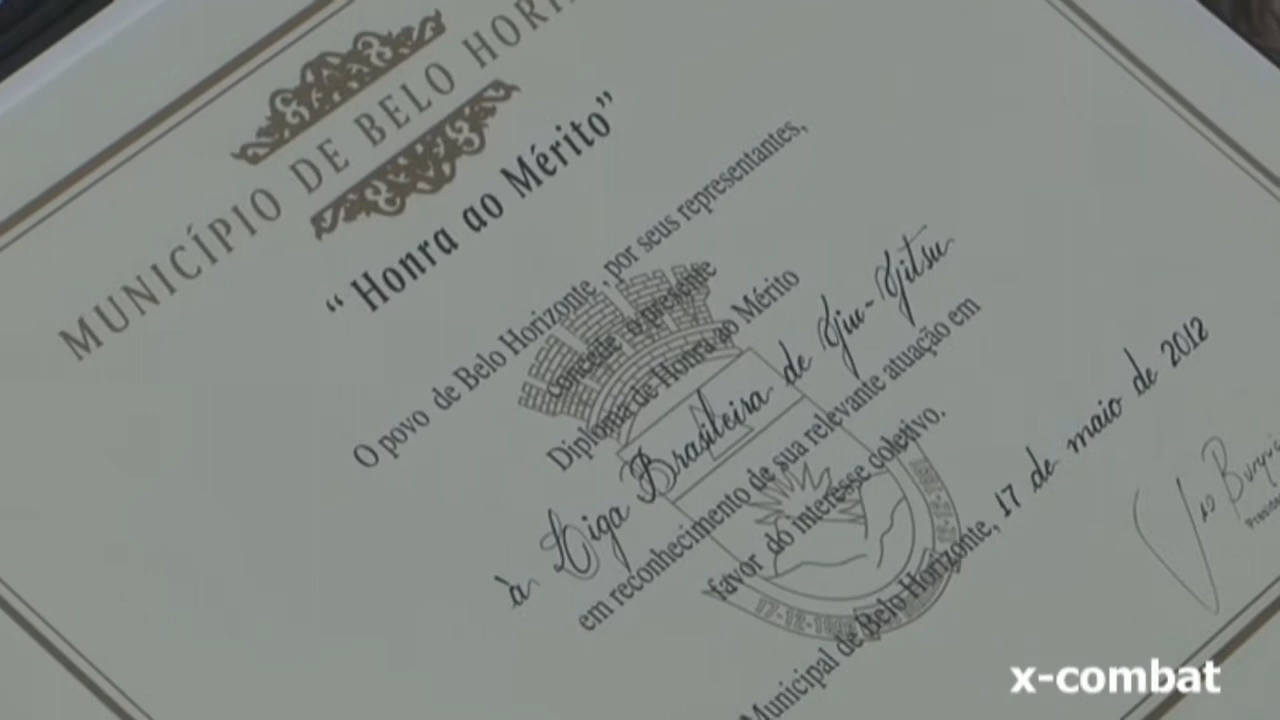 MUNICÍPIO DE BELO HORI
“ Honra ao Mérito”
O povo de Belo Horizonte , por seus representantes,
concede o presente
Diploma de Honra ao Mérito
à Liga Brasileira de Jiu-Jitsu
em reconhecimento de sua relevante atuação em
favor do interesse coletivo.
Municipal de Belo Horizonte, 17 de maio de 2012
x-combat